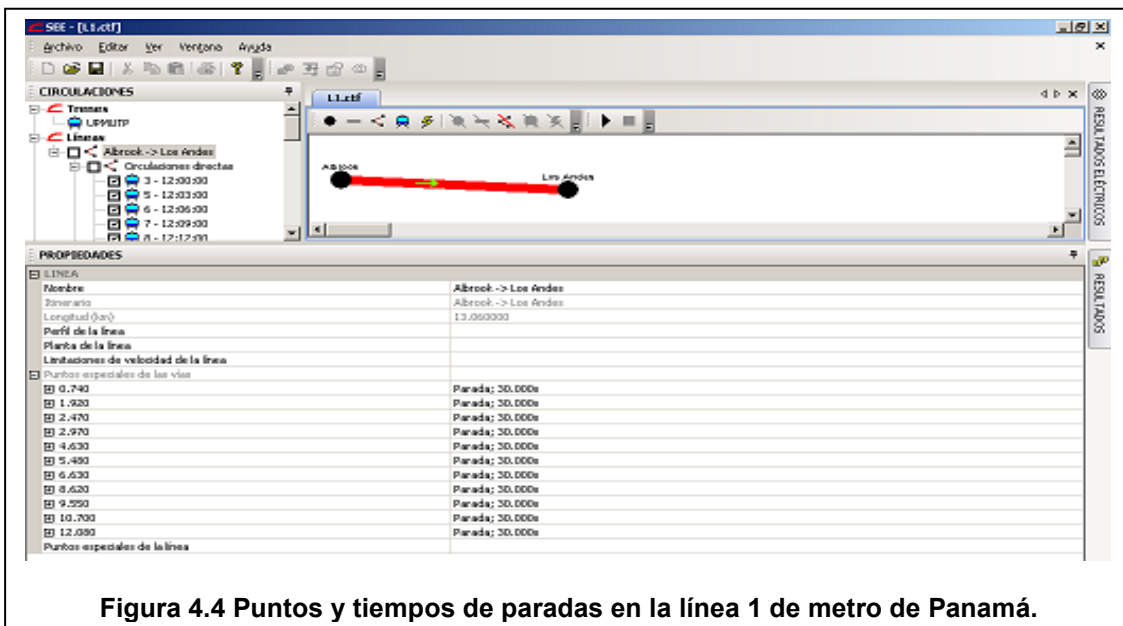 SEE - [L1.ctf]
Archivo Editar Ver Ventana Ayuda
CIRCULACIONES
Trenes
UPMUTP
Líneas
Albrook -> Los Andes
Circulaciones directas
3 - 12:00:00
5 - 12:03:00
6 - 12:06:00
7 - 12:09:00
8 - 12:12:00
L1.ctf
Albrook
Los Andes
RESULTADOS ELÉCTRICOS
RESULTADOS
PROPIEDADES
LINEA
Nombre Albrook -> Los Andes
Itinerario Albrook -> Los Andes
Longitud (km) 13.060000
Perfil de la línea
Planta de la línea
Limitaciones de velocidad de la línea
Puntos especiales de las vías
0.740 Parada; 30.000s
1.920 Parada; 30.000s
2.470 Parada; 30.000s
2.970 Parada; 30.000s
4.630 Parada; 30.000s
5.480 Parada; 30.000s
6.630 Parada; 30.000s
8.620 Parada; 30.000s
9.550 Parada; 30.000s
10.700 Parada; 30.000s
12.080 Parada; 30.000s
Puntos especiales de la línea
Figura 4.4 Puntos y tiempos de paradas en la línea 1 de metro de Panamá.